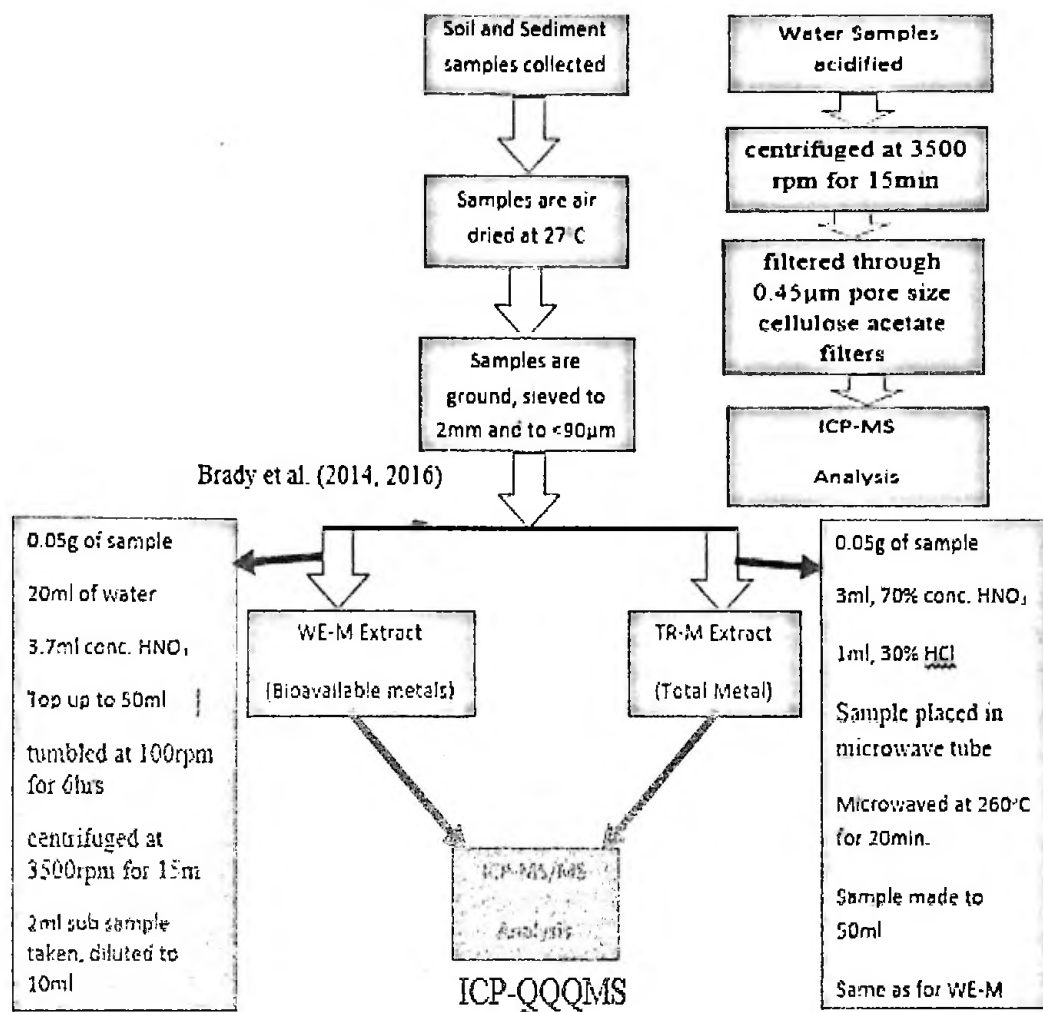 Soil and Sediment
samples collected
Samples are air
dried at 27°C
Samples are
ground, sieved to
2mm and to <90µm
Water Samples
acidified
centrifuged at 3500
rpm for 15min
filtered through
0.45µm pore size
cellulose acetate
filters
ICP-MS
Analysis
Brady et al. (2014, 2016)
0.05g of sample
20ml of water
3.7ml conc. HNO₃
Top up to 50ml
tumbled at 100rpm
for 6hrs
centrifuged at
3500rpm for 15m
2ml sub sample
taken, diluted to
10ml
WE-M Extract
(Bioavailable metals)
TR-M Extract
(Total Metal)
0.05g of sample
3ml, 70% conc. HNO₃
1ml, 30% HCl
Sample placed in
microwave tube
Microwaved at 260°C
for 20min.
Sample made to
50ml
Same as for WE-M
ICP-MS/MS
Analysis
ICP-QQQMS